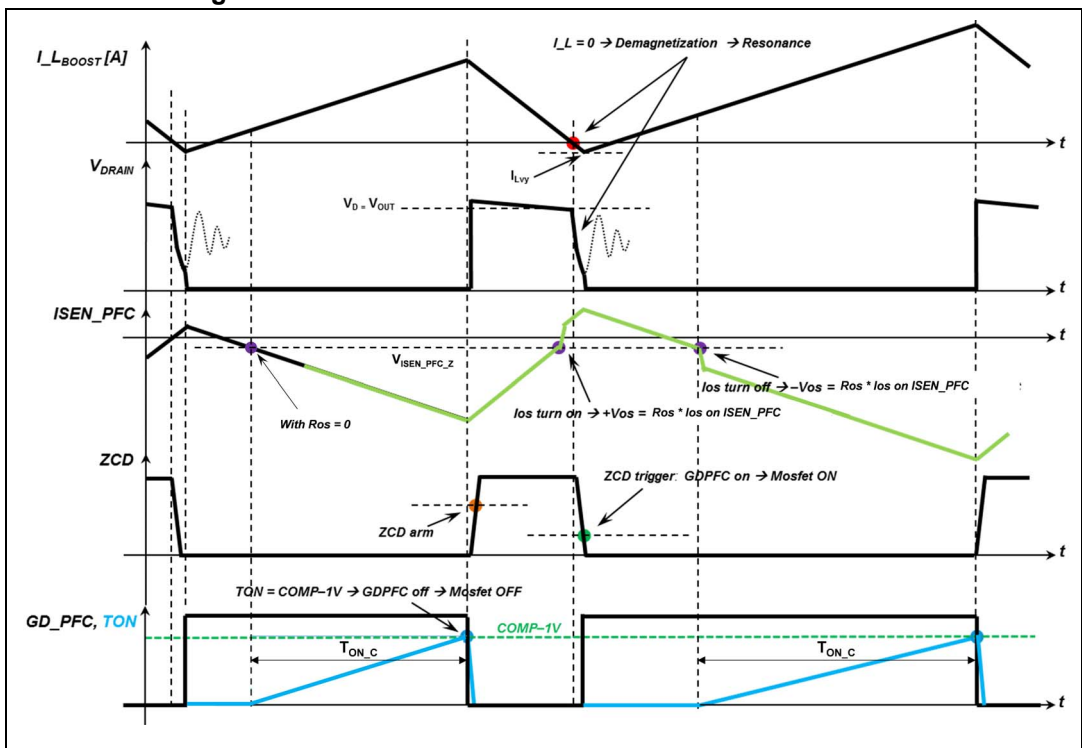 I_L = 0 → Demagnetization → Resonance
I_L_BOOST [A]
t
I_Lvy
V_DRAIN
V_D = V_OUT
t
ISEN_PFC
t
V_ISEN_PFC_Z
Ios turn off → –Vos = Ros * Ios on ISEN_PFC
With Ros = 0
Ios turn on → +Vos = Ros * Ios on ISEN_PFC
ZCD
ZCD trigger: GDPFC on → Mosfet ON
ZCD arm
t
TON = COMP–1V → GDPFC off → Mosfet OFF
GD_PFC, TON
COMP–1V
T_ON_C
T_ON_C
t